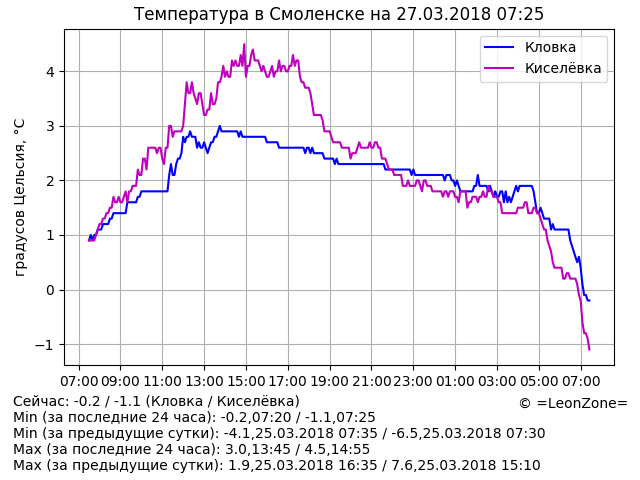 Температура в Смоленске на 27.03.2018 07:25
Кловка
Киселёвка
градусов Цельсия, °C
4
3
2
1
0
−1
07:00 09:00 11:00 13:00 15:00 17:00 19:00 21:00 23:00 01:00 03:00 05:00 07:00
Сейчас: -0.2 / -1.1 (Кловка / Киселёвка)
© =LeonZone=
Min (за последние 24 часа): -0.2,07:20 / -1.1,07:25
Min (за предыдущие сутки): -4.1,25.03.2018 07:35 / -6.5,25.03.2018 07:30
Max (за последние 24 часа): 3.0,13:45 / 4.5,14:55
Max (за предыдущие сутки): 1.9,25.03.2018 16:35 / 7.6,25.03.2018 15:10